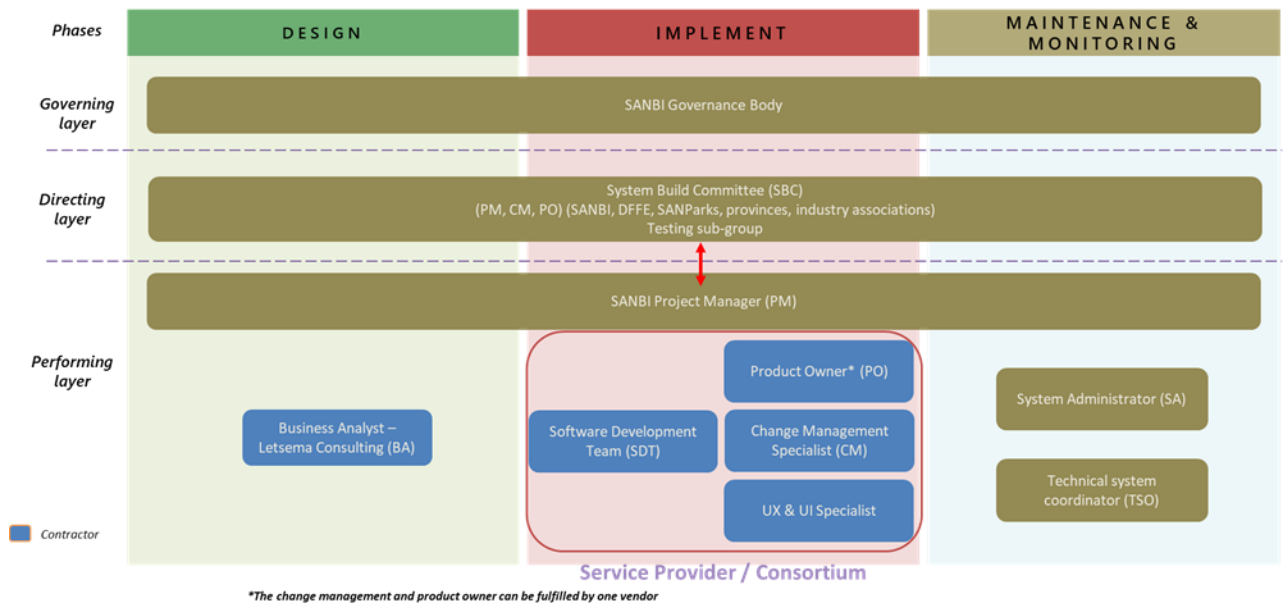 Phases
DESIGN
IMPLEMENT
MAINTENANCE &
MONITORING
Governing
layer
SANBI Governance Body
Directing
layer
System Build Committee (SBC)
(PM, CM, PO) (SANBI, DFFE, SANParks, provinces, industry associations)
Testing sub-group
SANBI Project Manager (PM)
Performing
layer
Business Analyst –
Letsema Consulting (BA)
Software Development
Team (SDT)
Product Owner* (PO)
Change Management
Specialist (CM)
UX & UI Specialist
System Administrator (SA)
Technical system
coordinator (TSO)
Contractor
Service Provider / Consortium
*The change management and product owner can be fulfilled by one vendor